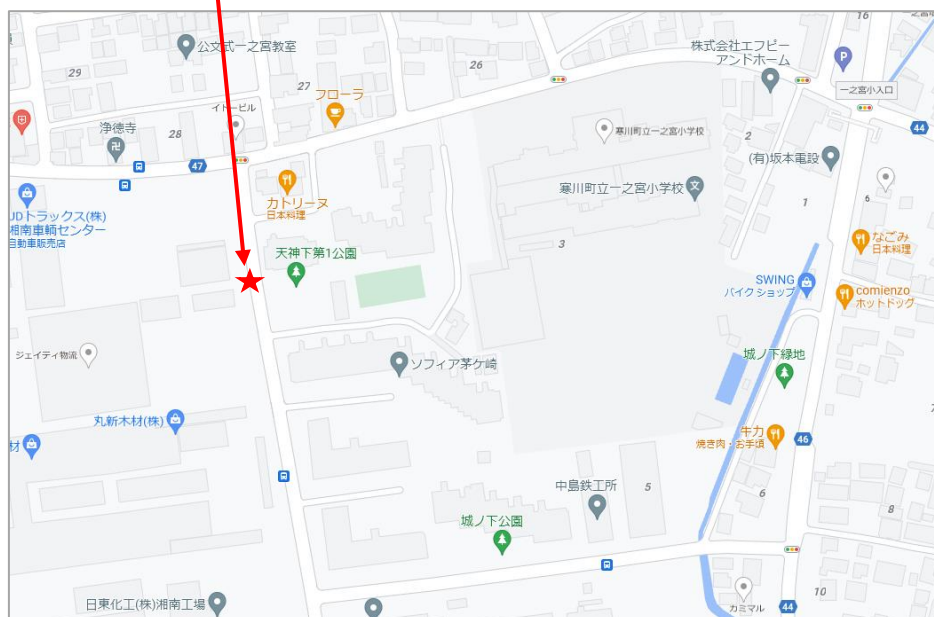 16
公文式一之宮教室
株式会社エフピー
アンドホーム
P
29
26
27
フローラ
一之宮小入口
イトービル
寒川町立一之宮小学校
44
28
浄徳寺
2
(有)坂本電設
47
カトリーヌ
日本料理
寒川町立一之宮小学校
文
UDトラックス(株)
湘南車輌センター
自動車販売店
1
6
なごみ
日本料理
3
天神下第1公園
SWING
バイクショップ
comienzo
ホットドッグ
ジェイティ物流
ソフィア茅ケ崎
城ノ下緑地
丸新木材(株)
材
牛力
焼き肉・お手頃
46
中島鉄工所
5
6
8
城ノ下公園
日東化工(株)湘南工場
カミマル
44
10